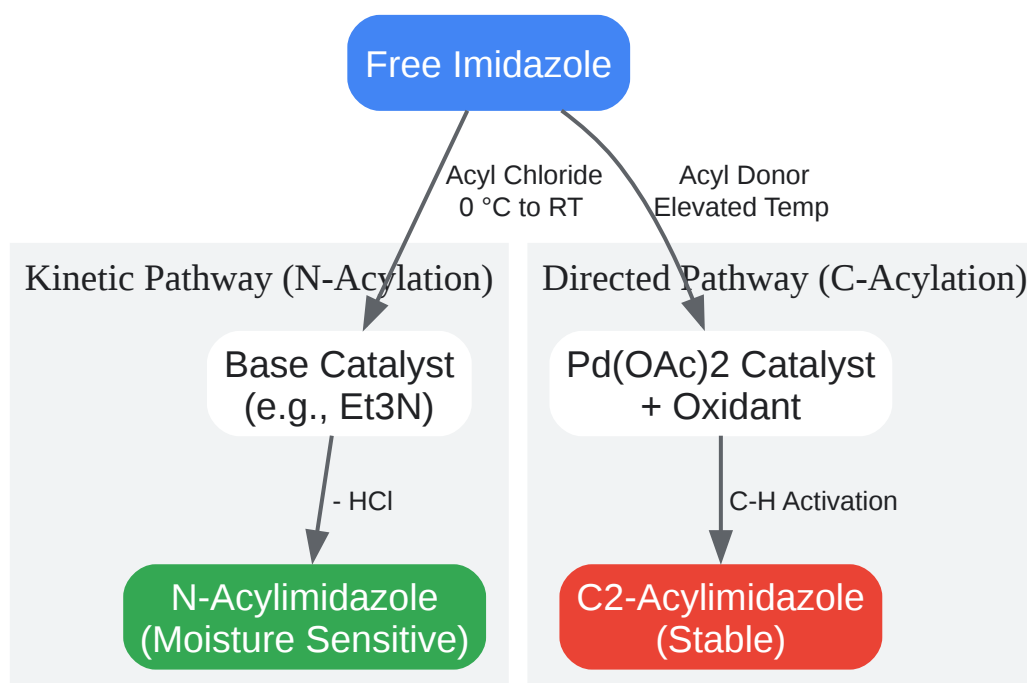 Free Imidazole
Acyl Chloride
0 °C to RT
Acyl Donor
Elevated Temp
Kinetic Pathway (N-Acylation)
Directed Pathway (C-Acylation)
Base Catalyst
(e.g., Et3N)
Pd(OAc)2 Catalyst
+ Oxidant
- HCl
C-H Activation
N-Acylimidazole
(Moisture Sensitive)
C2-Acylimidazole
(Stable)